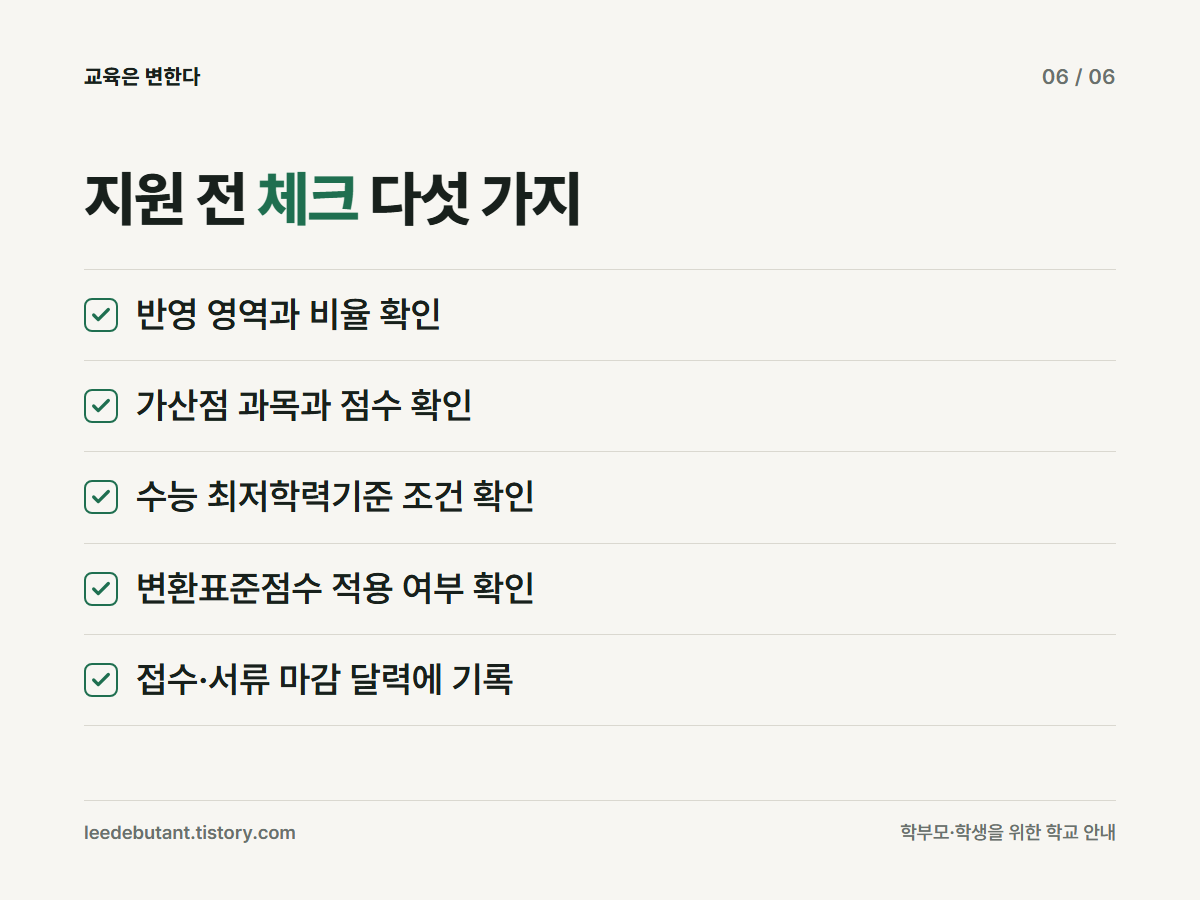 교육은 변한다
06 / 06
지원 전 체크 다섯 가지
반영 영역과 비율 확인
가산점 과목과 점수 확인
수능 최저학력기준 조건 확인
변환표준점수 적용 여부 확인
접수·서류 마감 달력에 기록
leedebutant.tistory.com
학부모·학생을 위한 학교 안내